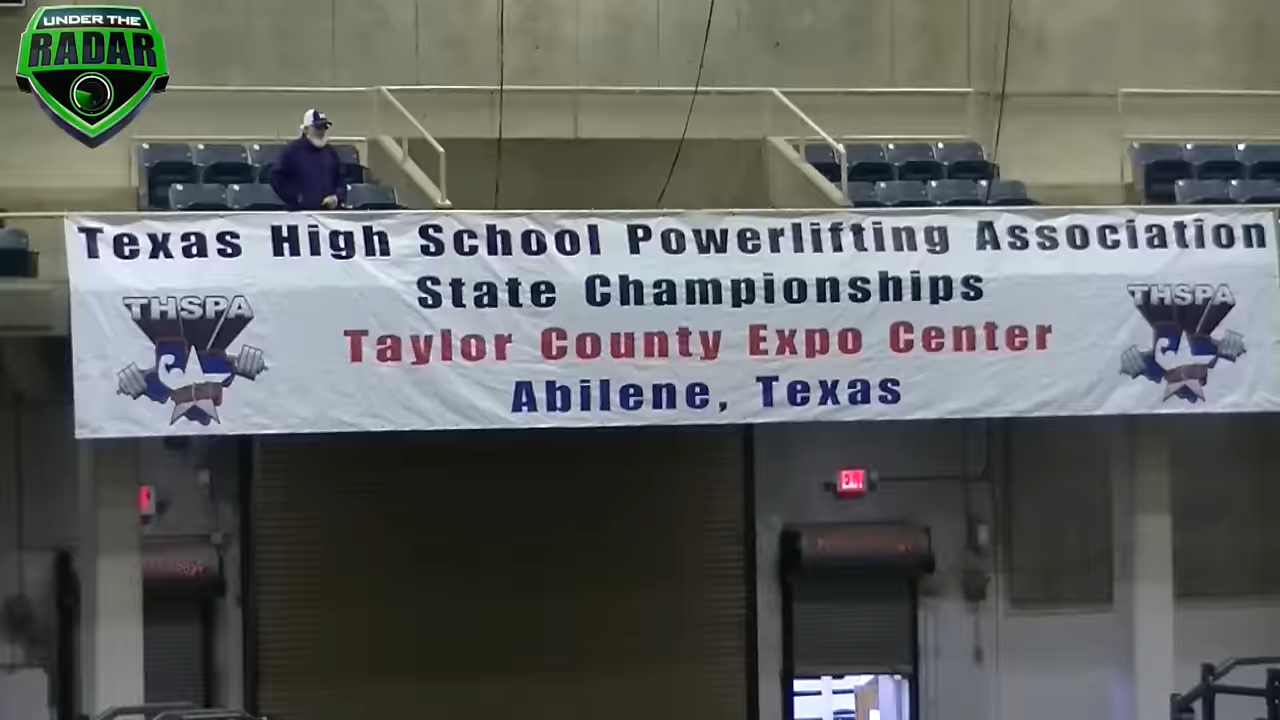 UNDER THE
RADAR
Texas High School Powerlifting Association
State Championships
THSPA
THSPA
Taylor County Expo Center
Abilene, Texas
EXIT